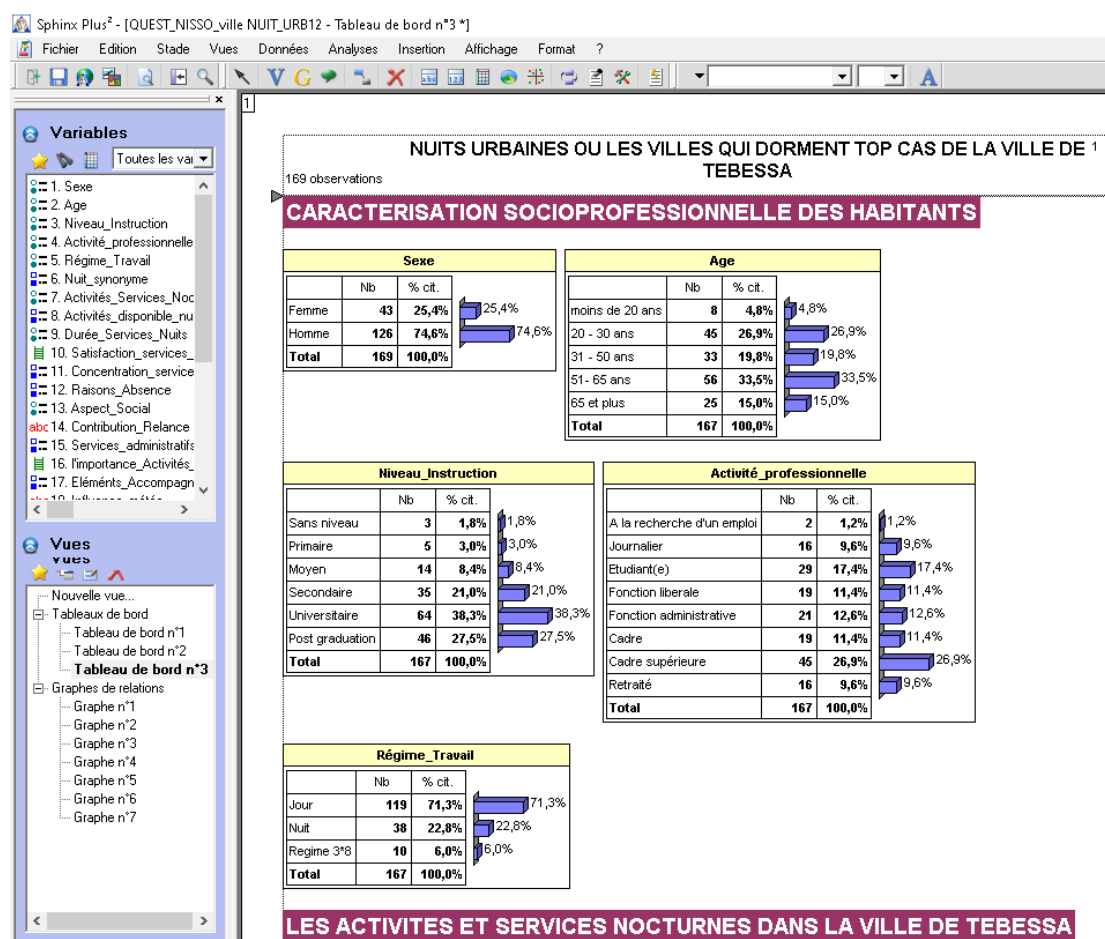 Sphinx Plus² - [QUEST_NISSO_ville NUIT_URB12 - Tableau de bord n°3 *]
Fichier Edition Stade Vues Données Analyses Insertion Affichage Format ?
V G abc 123 A
1
Variables
Toutes les var
1. Sexe
2. Age
3. Niveau_Instruction
4. Activité_professionnelle
5. Régime_Travail
6. Nuit_synonyme
7. Activités_Services_Noc
8. Activités_disponible_nu
9. Durée_Services_Nuits
10. Satisfaction_services_
11. Concentration_service
12. Raisons_Absence
13. Aspect_Social
abc 14. Contribution_Relance
15. Services_administratifs
16. l'importance_Activités_
17. Eléménts_Accompagn
Vues
Vues
Nouvelle vue...
Tableaux de bord
Tableau de bord n°1
Tableau de bord n°2
Tableau de bord n°3
Graphes de relations
Graphe n°1
Graphe n°2
Graphe n°3
Graphe n°4
Graphe n°5
Graphe n°6
Graphe n°7
NUITS URBAINES OU LES VILLES QUI DORMENT TOP CAS DE LA VILLE DE 1
TEBESSA
169 observations
CARACTERISATION SOCIOPROFESSIONNELLE DES HABITANTS
Sexe
Nb % cit.
Femme 43 25,4% 25,4%
Homme 126 74,6% 74,6%
Total 169 100,0%
Age
Nb % cit.
moins de 20 ans 8 4,8% 4,8%
20 - 30 ans 45 26,9% 26,9%
31 - 50 ans 33 19,8% 19,8%
51- 65 ans 56 33,5% 33,5%
65 et plus 25 15,0% 15,0%
Total 167 100,0%
Niveau_Instruction
Nb % cit.
Sans niveau 3 1,8% 1,8%
Primaire 5 3,0% 3,0%
Moyen 14 8,4% 8,4%
Secondaire 35 21,0% 21,0%
Universitaire 64 38,3% 38,3%
Post graduation 46 27,5% 27,5%
Total 167 100,0%
Activité_professionnelle
Nb % cit.
A la recherche d'un emploi 2 1,2% 1,2%
Journalier 16 9,6% 9,6%
Etudiant(e) 29 17,4% 17,4%
Fonction liberale 19 11,4% 11,4%
Fonction administrative 21 12,6% 12,6%
Cadre 19 11,4% 11,4%
Cadre supérieure 45 26,9% 26,9%
Retraité 16 9,6% 9,6%
Total 167 100,0%
Régime_Travail
Nb % cit.
Jour 119 71,3% 71,3%
Nuit 38 22,8% 22,8%
Regime 3*8 10 6,0% 6,0%
Total 167 100,0%
LES ACTIVITES ET SERVICES NOCTURNES DANS LA VILLE DE TEBESSA